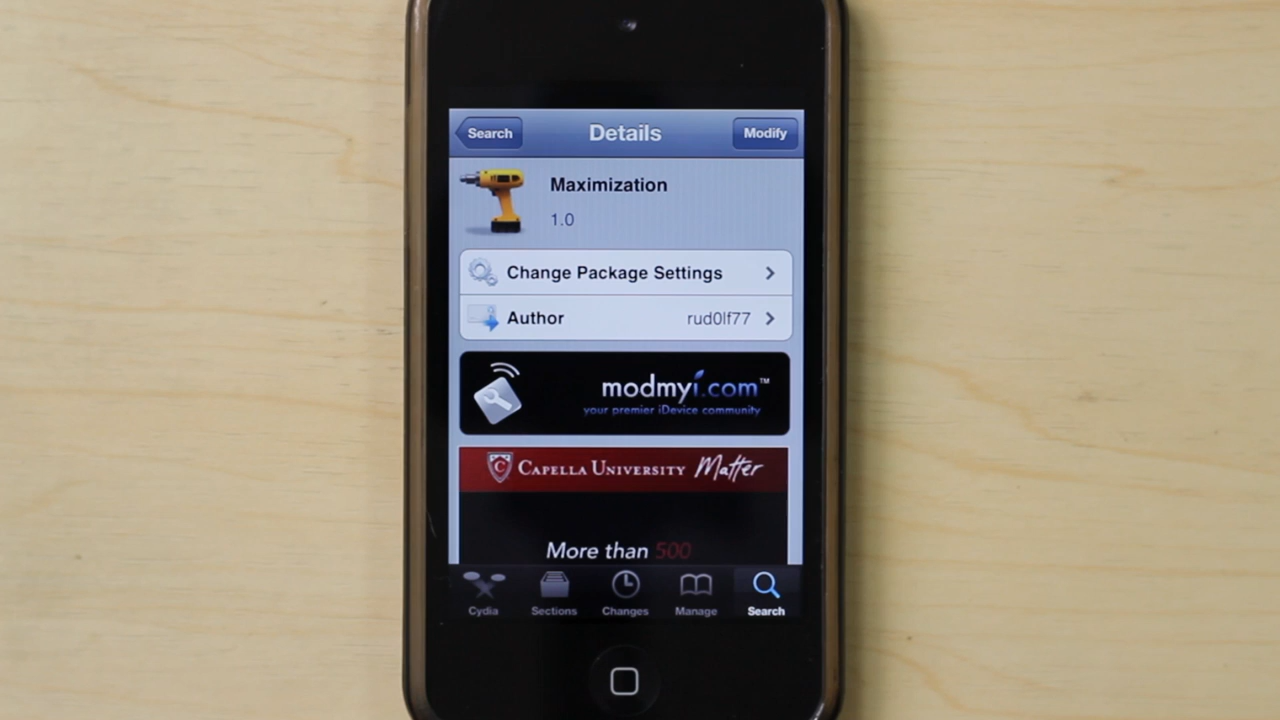 Search
Details
Modify
Maximization
1.0
Change Package Settings
Author
rud0lf77
modmyi.com™
your premier iDevice community
C
CAPELLA UNIVERSITY Matter
More than 500
Cydia
Sections
Changes
Manage
Search